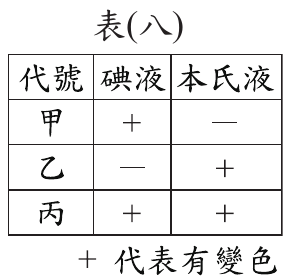 表(八)
代號 碘液 本氏液
甲 + —
乙 — +
丙 + +
+ 代表有變色